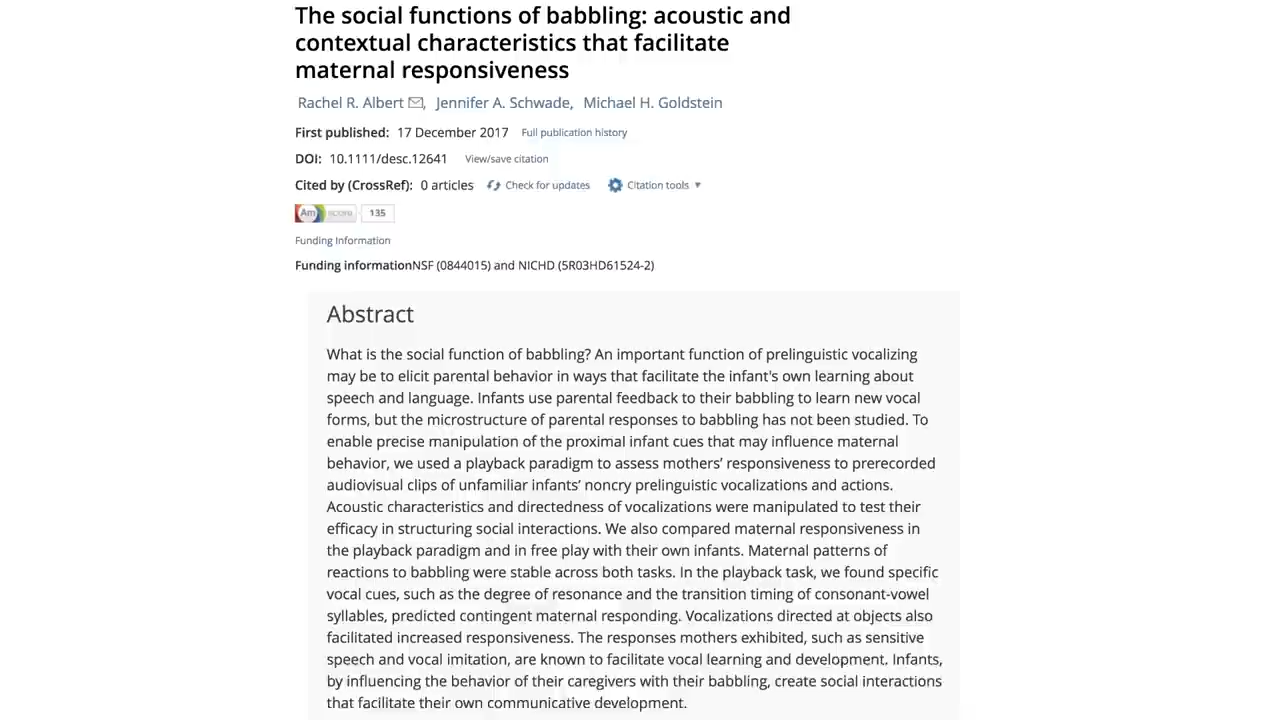 The social functions of babbling: acoustic and
contextual characteristics that facilitate
maternal responsiveness
Rachel R. Albert, Jennifer A. Schwade, Michael H. Goldstein
First published: 17 December 2017 Full publication history
DOI: 10.1111/desc.12641 View/save citation
Cited by (CrossRef): 0 articles Check for updates Citation tools ▼
Am score 135
Funding Information
Funding informationNSF (0844015) and NICHD (5R03HD61524-2)
Abstract
What is the social function of babbling? An important function of prelinguistic vocalizing
may be to elicit parental behavior in ways that facilitate the infant's own learning about
speech and language. Infants use parental feedback to their babbling to learn new vocal
forms, but the microstructure of parental responses to babbling has not been studied. To
enable precise manipulation of the proximal infant cues that may influence maternal
behavior, we used a playback paradigm to assess mothers’ responsiveness to prerecorded
audiovisual clips of unfamiliar infants’ noncry prelinguistic vocalizations and actions.
Acoustic characteristics and directedness of vocalizations were manipulated to test their
efficacy in structuring social interactions. We also compared maternal responsiveness in
the playback paradigm and in free play with their own infants. Maternal patterns of
reactions to babbling were stable across both tasks. In the playback task, we found specific
vocal cues, such as the degree of resonance and the transition timing of consonant-vowel
syllables, predicted contingent maternal responding. Vocalizations directed at objects also
facilitated increased responsiveness. The responses mothers exhibited, such as sensitive
speech and vocal imitation, are known to facilitate vocal learning and development. Infants,
by influencing the behavior of their caregivers with their babbling, create social interactions
that facilitate their own communicative development.